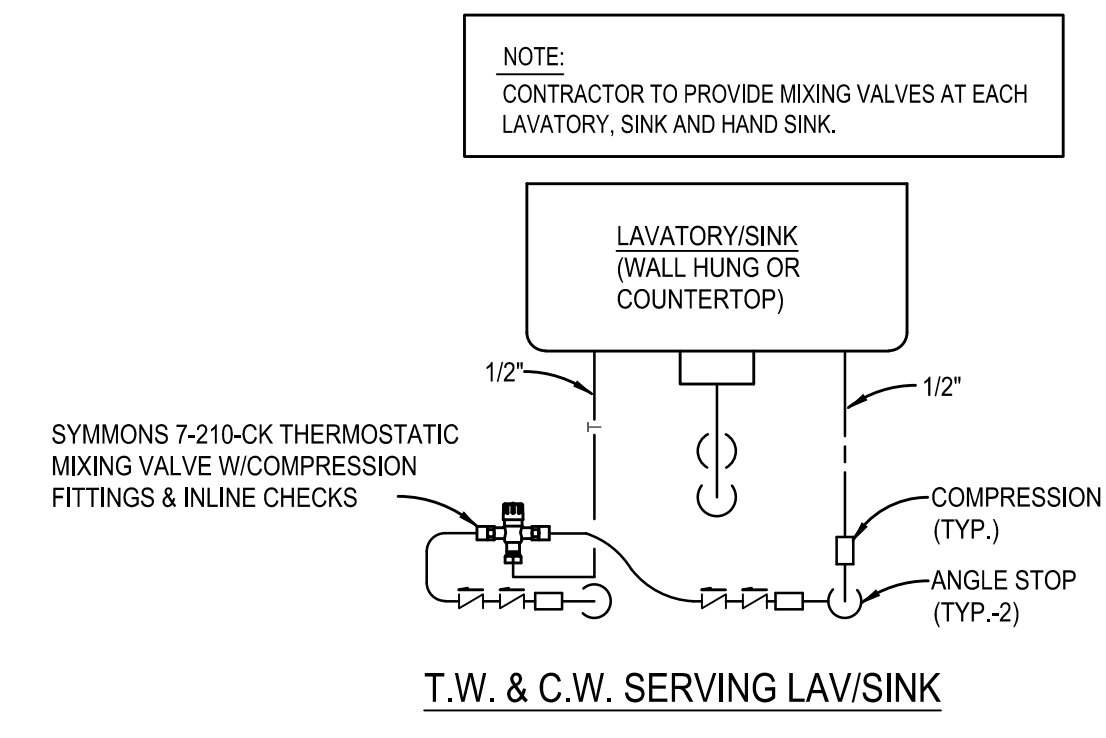 NOTE:
CONTRACTOR TO PROVIDE MIXING VALVES AT EACH
LAVATORY, SINK AND HAND SINK.
LAVATORY/SINK
(WALL HUNG OR
COUNTERTOP)
1/2"
1/2"
T
SYMMONS 7-210-CK THERMOSTATIC
MIXING VALVE W/COMPRESSION
FITTINGS & INLINE CHECKS
COMPRESSION
(TYP.)
ANGLE STOP
(TYP.-2)
T.W. & C.W. SERVING LAV/SINK